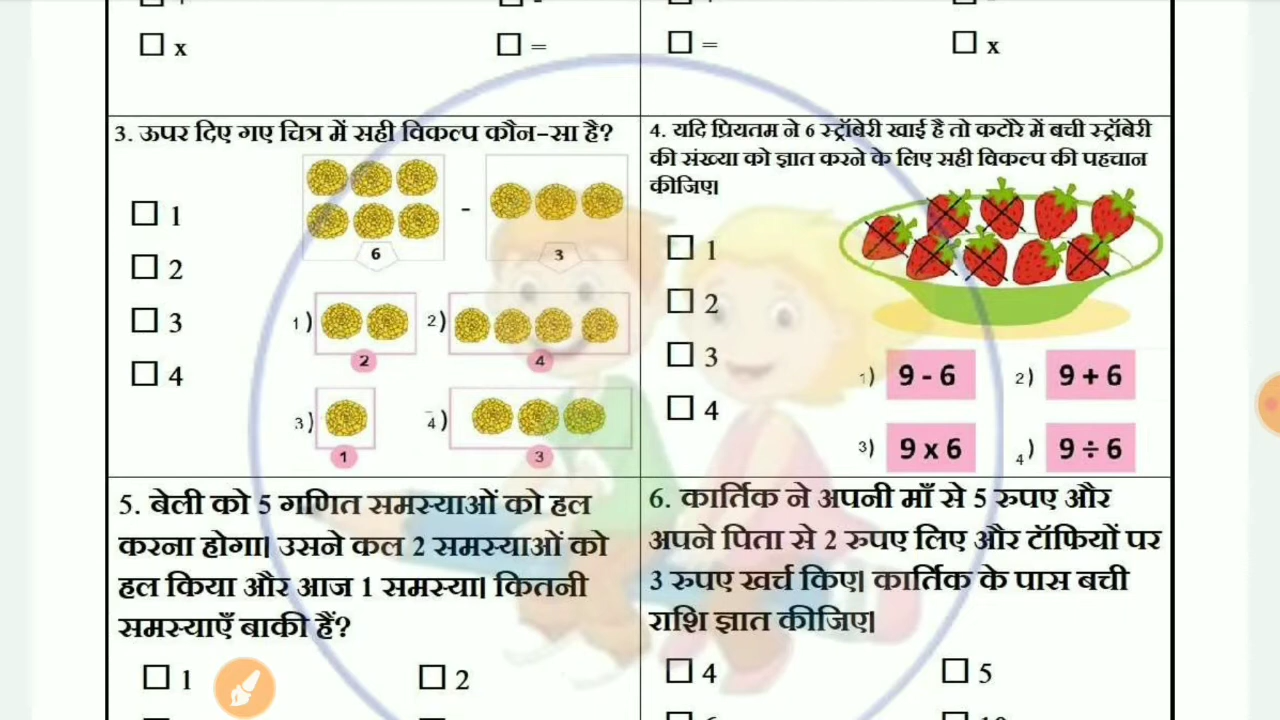 x
=
=
x
3. ऊपर दिए गए चित्र में सही विकल्प कौन-सा है?
1
2
3
4
6
-
3
1)
2
2)
4
3)
1
4)
3
4. यदि प्रियतम ने 6 स्ट्रॉबेरी खाई है तो कटोरे में बची स्ट्रॉबेरी
की संख्या को ज्ञात करने के लिए सही विकल्प की पहचान
कीजिए।
1
2
3
4
1) 9 - 6
2) 9 + 6
3) 9 x 6
4) 9 ÷ 6
5. बेली को 5 गणित समस्याओं को हल
करना होगा। उसने कल 2 समस्याओं को
हल किया और आज 1 समस्या। कितनी
समस्याएँ बाकी हैं?
1
2
6. कार्तिक ने अपनी माँ से 5 रुपए और
अपने पिता से 2 रुपए लिए और टॉफियों पर
3 रुपए खर्च किए। कार्तिक के पास बची
राशि ज्ञात कीजिए।
4
5